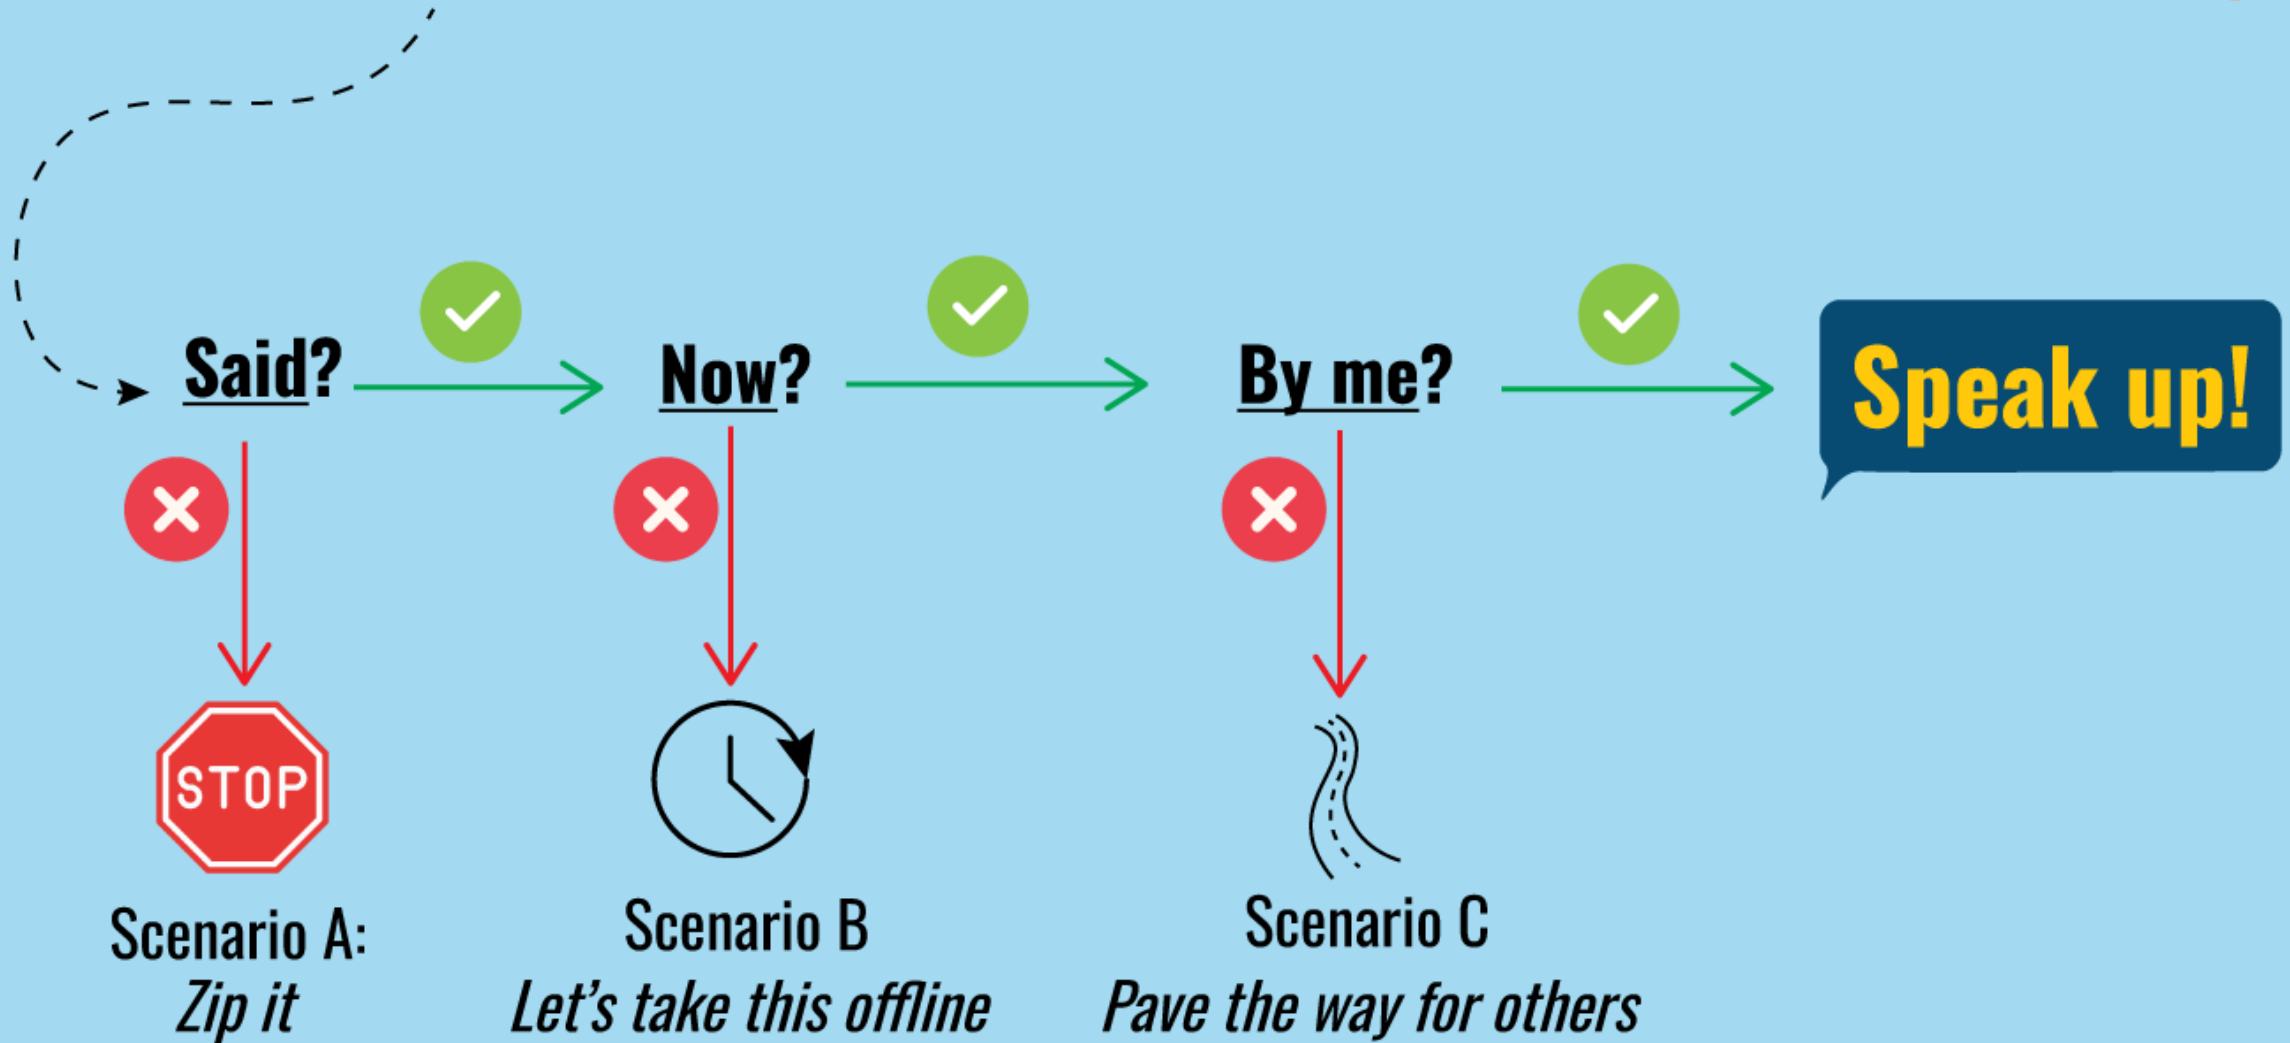 Said?
Now?
By me?
Speak up!
STOP
Scenario A:
Zip it
Scenario B
Let's take this offline
Scenario C
Pave the way for others